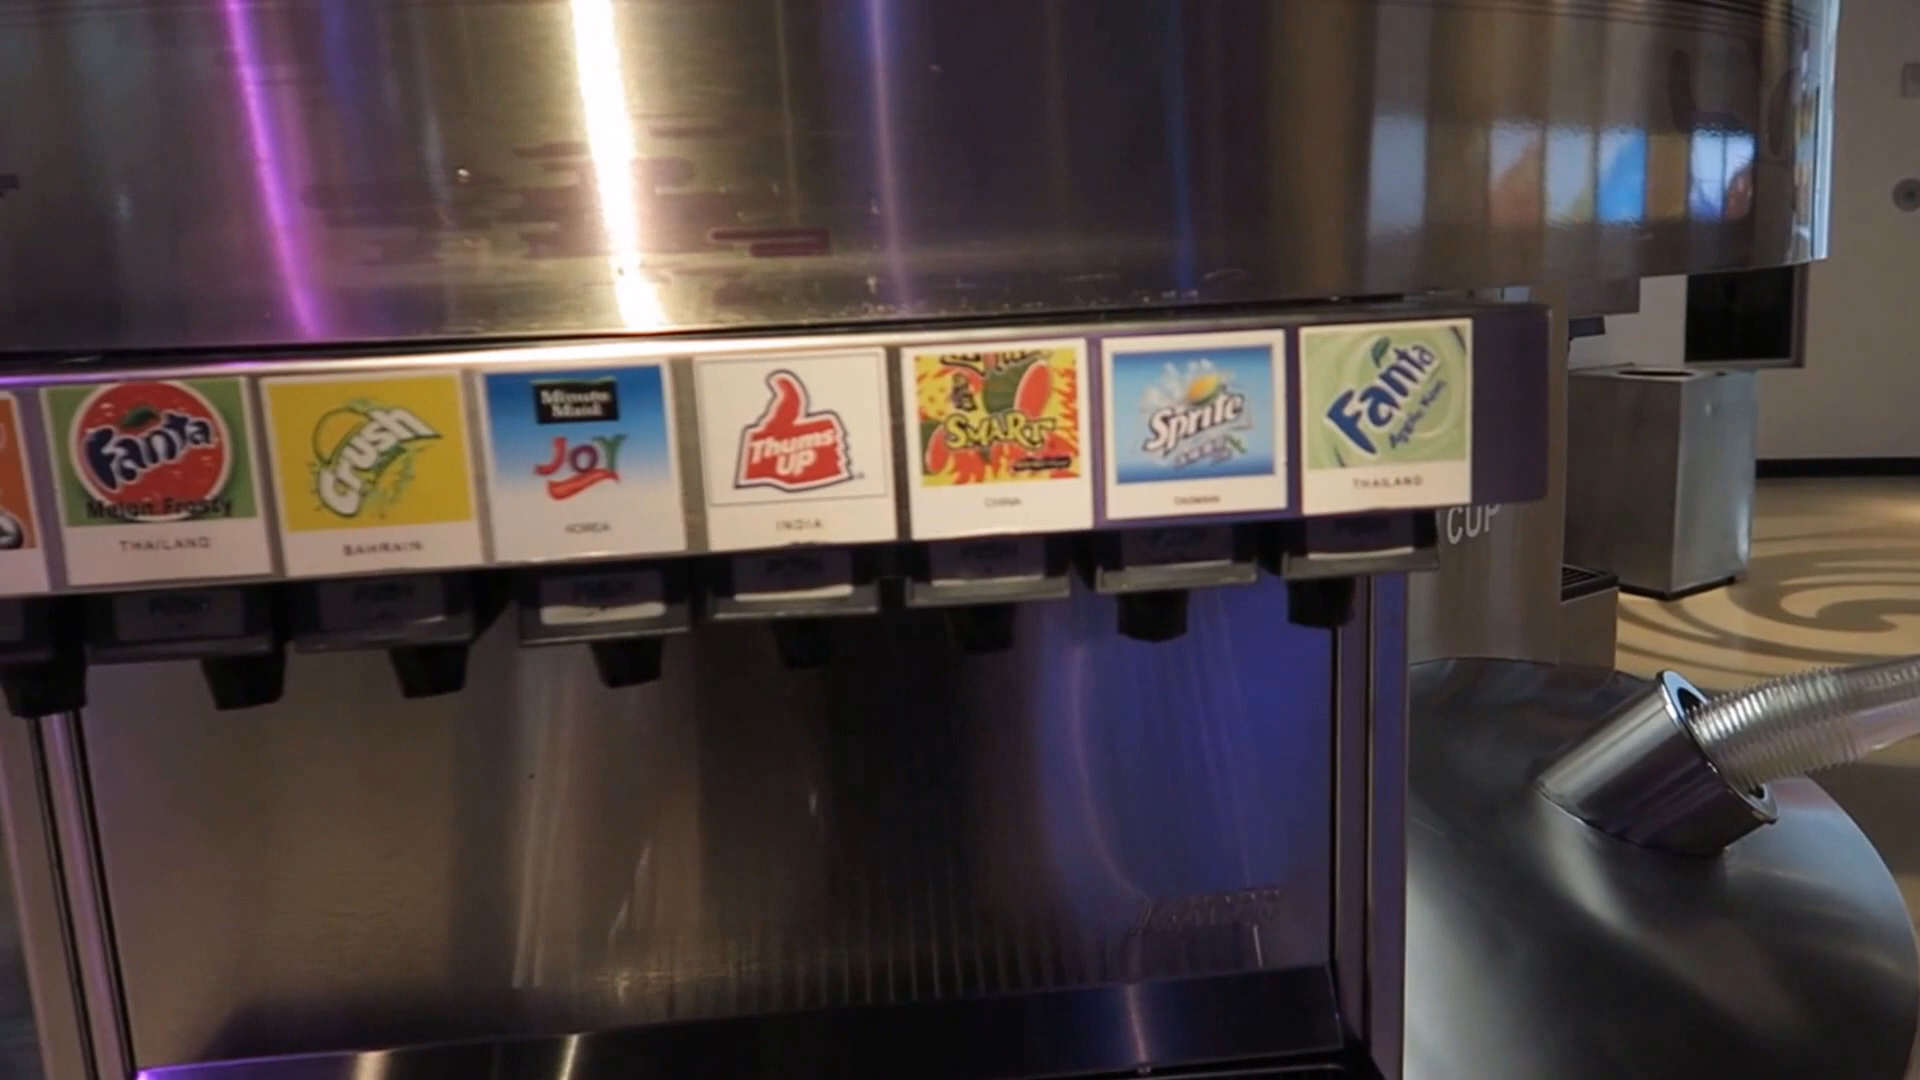 Fanta
Melon Frosty
THAILAND
Crush
BAHRAIN
Minute
Maid
JOY
KOREA
Thums
UP
INDIA
SMART
CHINA
Sprite
Fanta
Apple Kiwi
THAILAND
CUP